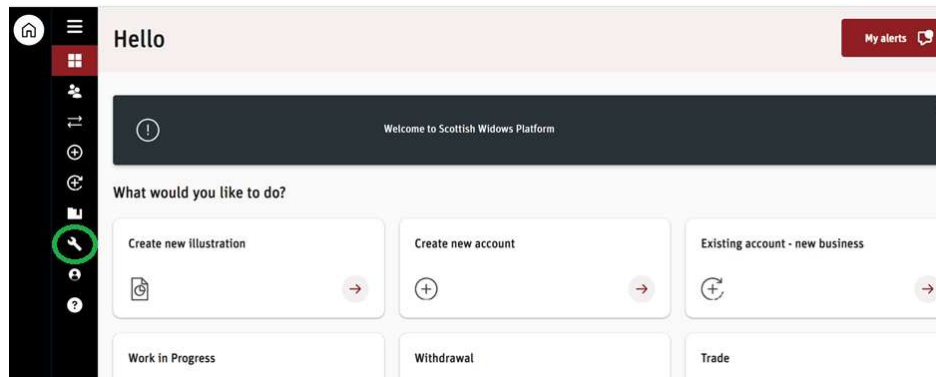 Hello
My alerts
Welcome to Scottish Widows Platform
What would you like to do?
Create new illustration
Create new account
Existing account - new business
Work in Progress
Withdrawal
Trade